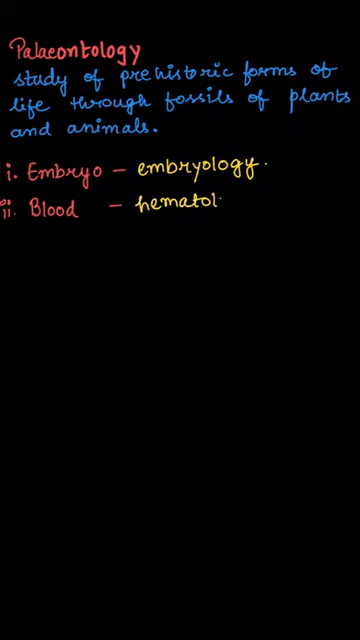 Palaeontology
study of prehistoric forms of
life through fossils of plants
and animals.
i. Embryo - embryology.
ii. Blood - hematol